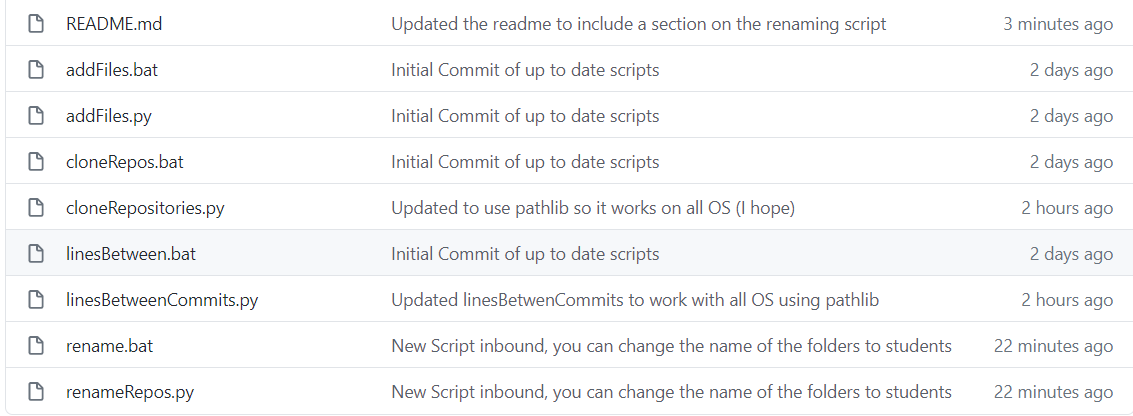 README.md Updated the readme to include a section on the renaming script 3 minutes ago
addFiles.bat Initial Commit of up to date scripts 2 days ago
addFiles.py Initial Commit of up to date scripts 2 days ago
cloneRepos.bat Initial Commit of up to date scripts 2 days ago
cloneRepositories.py Updated to use pathlib so it works on all OS (I hope) 2 hours ago
linesBetween.bat Initial Commit of up to date scripts 2 days ago
linesBetweenCommits.py Updated linesBetwenCommits to work with all OS using pathlib 2 hours ago
rename.bat New Script inbound, you can change the name of the folders to students 22 minutes ago
renameRepos.py New Script inbound, you can change the name of the folders to students 22 minutes ago